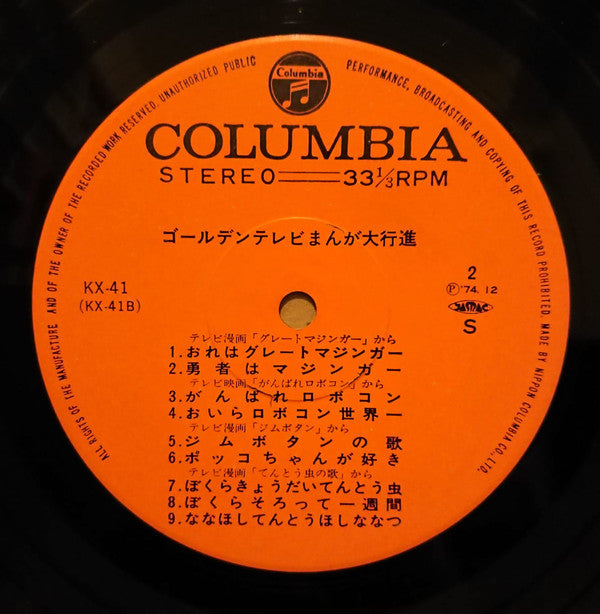 ALL RIGHTS OF THE MANUFACTURE AND OF THE OWNER OF THE RECORDED WORK RESERVED. UNAUTHORIZED PUBLIC PERFORMANCE, BROADCASTING AND COPYING OF THIS RECORD PROHIBITED. MADE BY NIPPON COLUMBIA CO., LTD.
Columbia
COLUMBIA
STEREO 33 1/3 RPM
ゴールデンテレビまんが大行進
KX-41
(KX-41B)
2
Ⓟ'74.12
JASRAC
S
テレビ漫画「グレートマジンガー」から
1.おれはグレートマジンガー
2.勇者はマジンガー
テレビ映画「がんばれロボコン」から
3.がんばれロボコン
4.おいらロボコン世界一
テレビ漫画「ジムボタン」から
5.ジムボタンの歌
6.ポッコちゃんが好き
テレビ漫画「てんとう虫の歌」から
7.ぼくらきょうだいてんとう虫
8.ぼくらそろって一週間
9.ななほしてんとうほしななつ